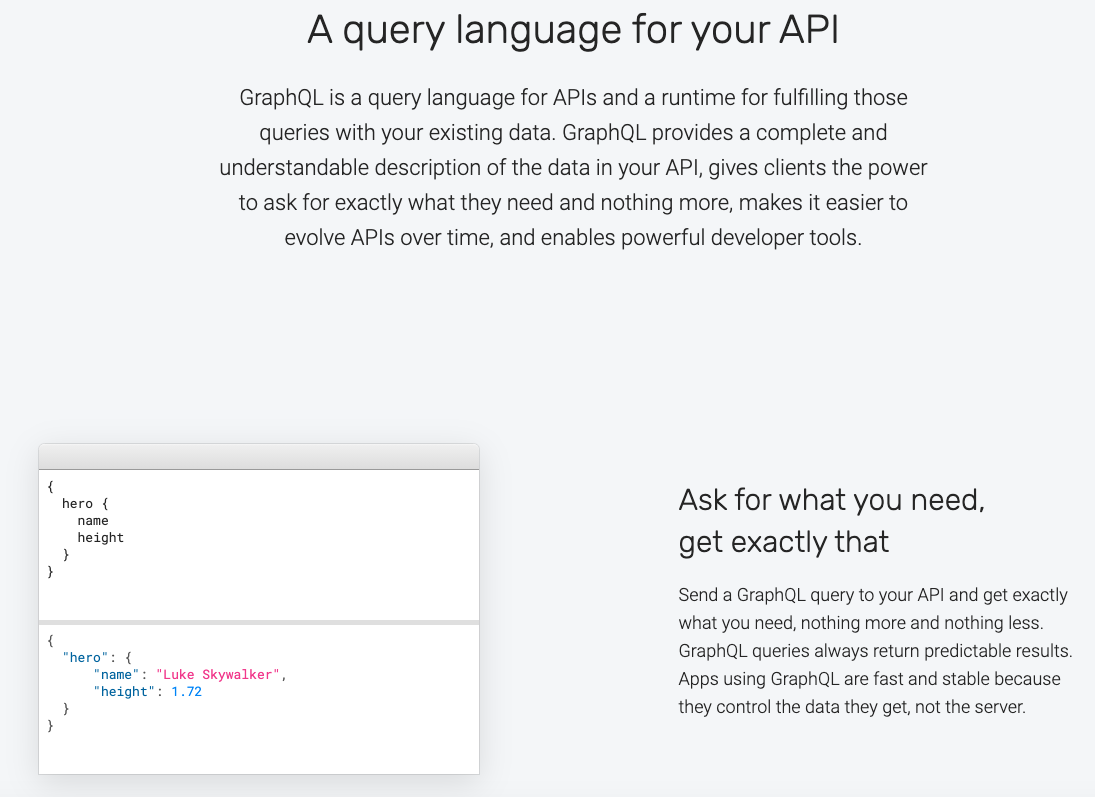 A query language for your API
GraphQL is a query language for APIs and a runtime for fulfilling those
queries with your existing data. GraphQL provides a complete and
understandable description of the data in your API, gives clients the power
to ask for exactly what they need and nothing more, makes it easier to
evolve APIs over time, and enables powerful developer tools.
{
  hero {
    name
    height
  }
}
{
  "hero": {
      "name": "Luke Skywalker",
      "height": 1.72
  }
}
Ask for what you need,
get exactly that
Send a GraphQL query to your API and get exactly
what you need, nothing more and nothing less.
GraphQL queries always return predictable results.
Apps using GraphQL are fast and stable because
they control the data they get, not the server.